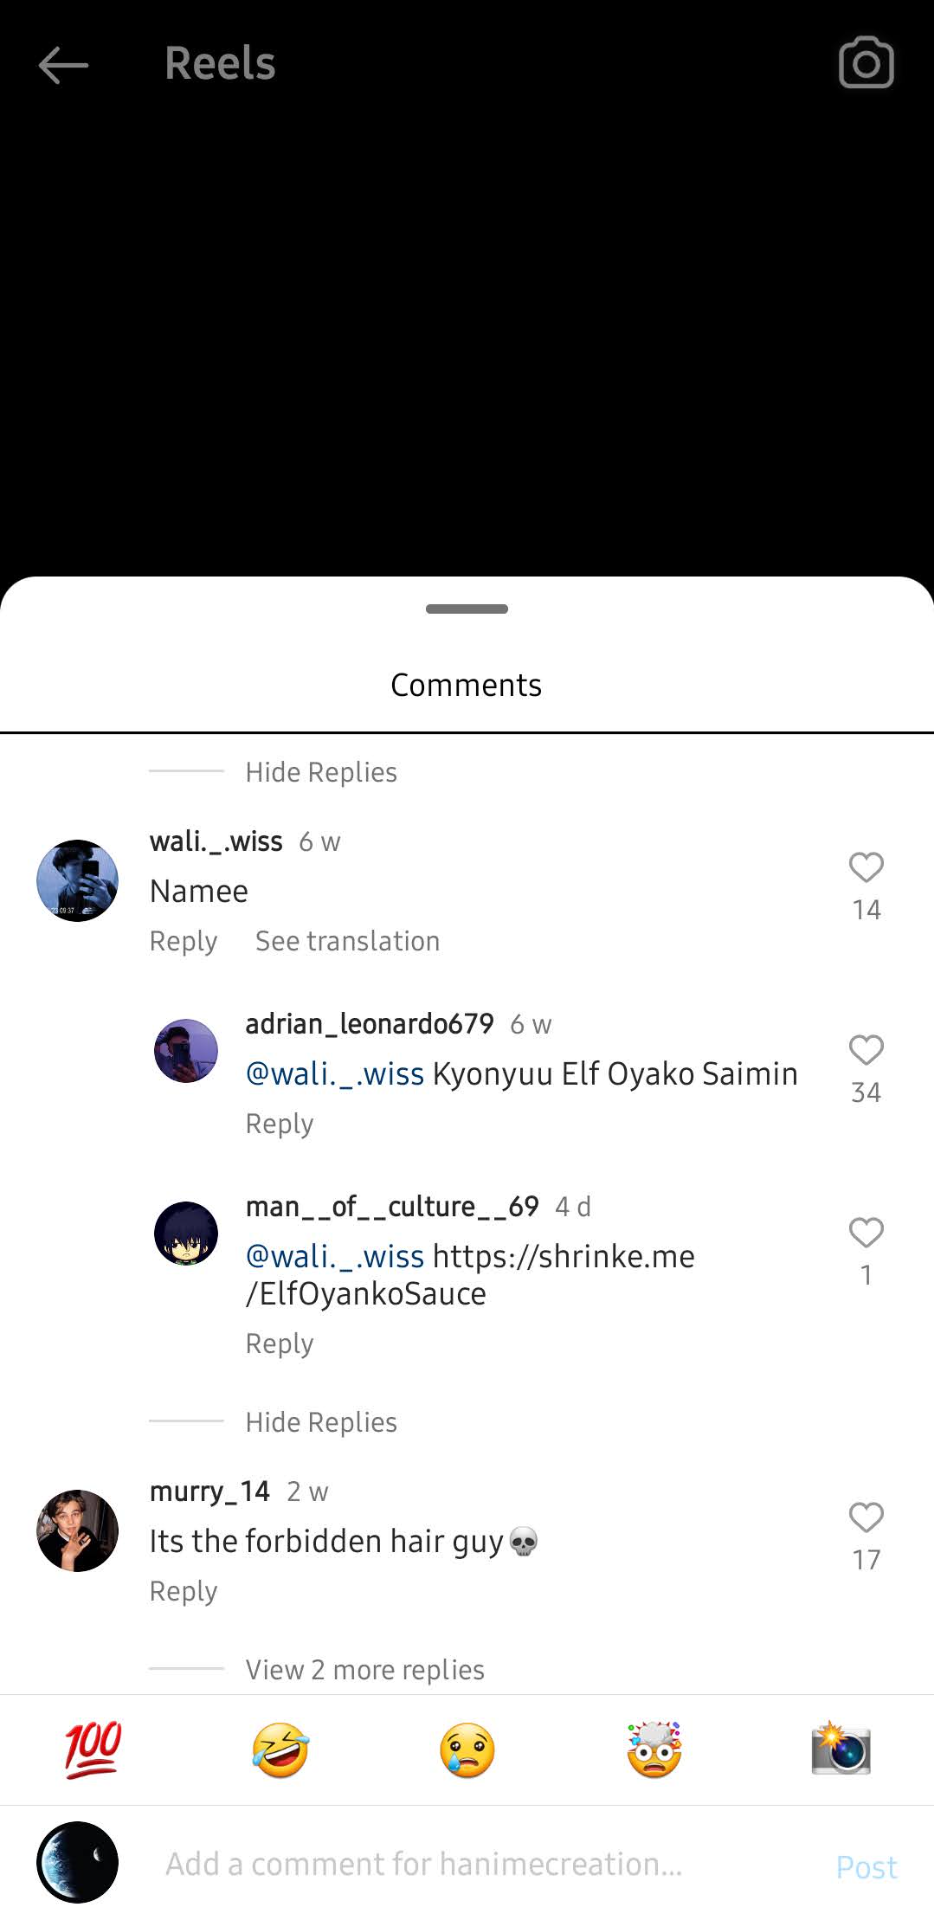 Reels
Comments
Hide Replies
wali._.wiss 6 w
Namee
14
Reply See translation
adrian_leonardo679 6 w
@wali._.wiss Kyonyuu Elf Oyako Saimin
34
Reply
man__of__culture__69 4 d
@wali._.wiss https://shrinke.me
/ElfOyankoSauce
1
Reply
Hide Replies
murry_14 2 w
Its the forbidden hair guy💀
17
Reply
View 2 more replies
💯 🤣 😢 🤯 📸
Add a comment for hanimecreation... Post